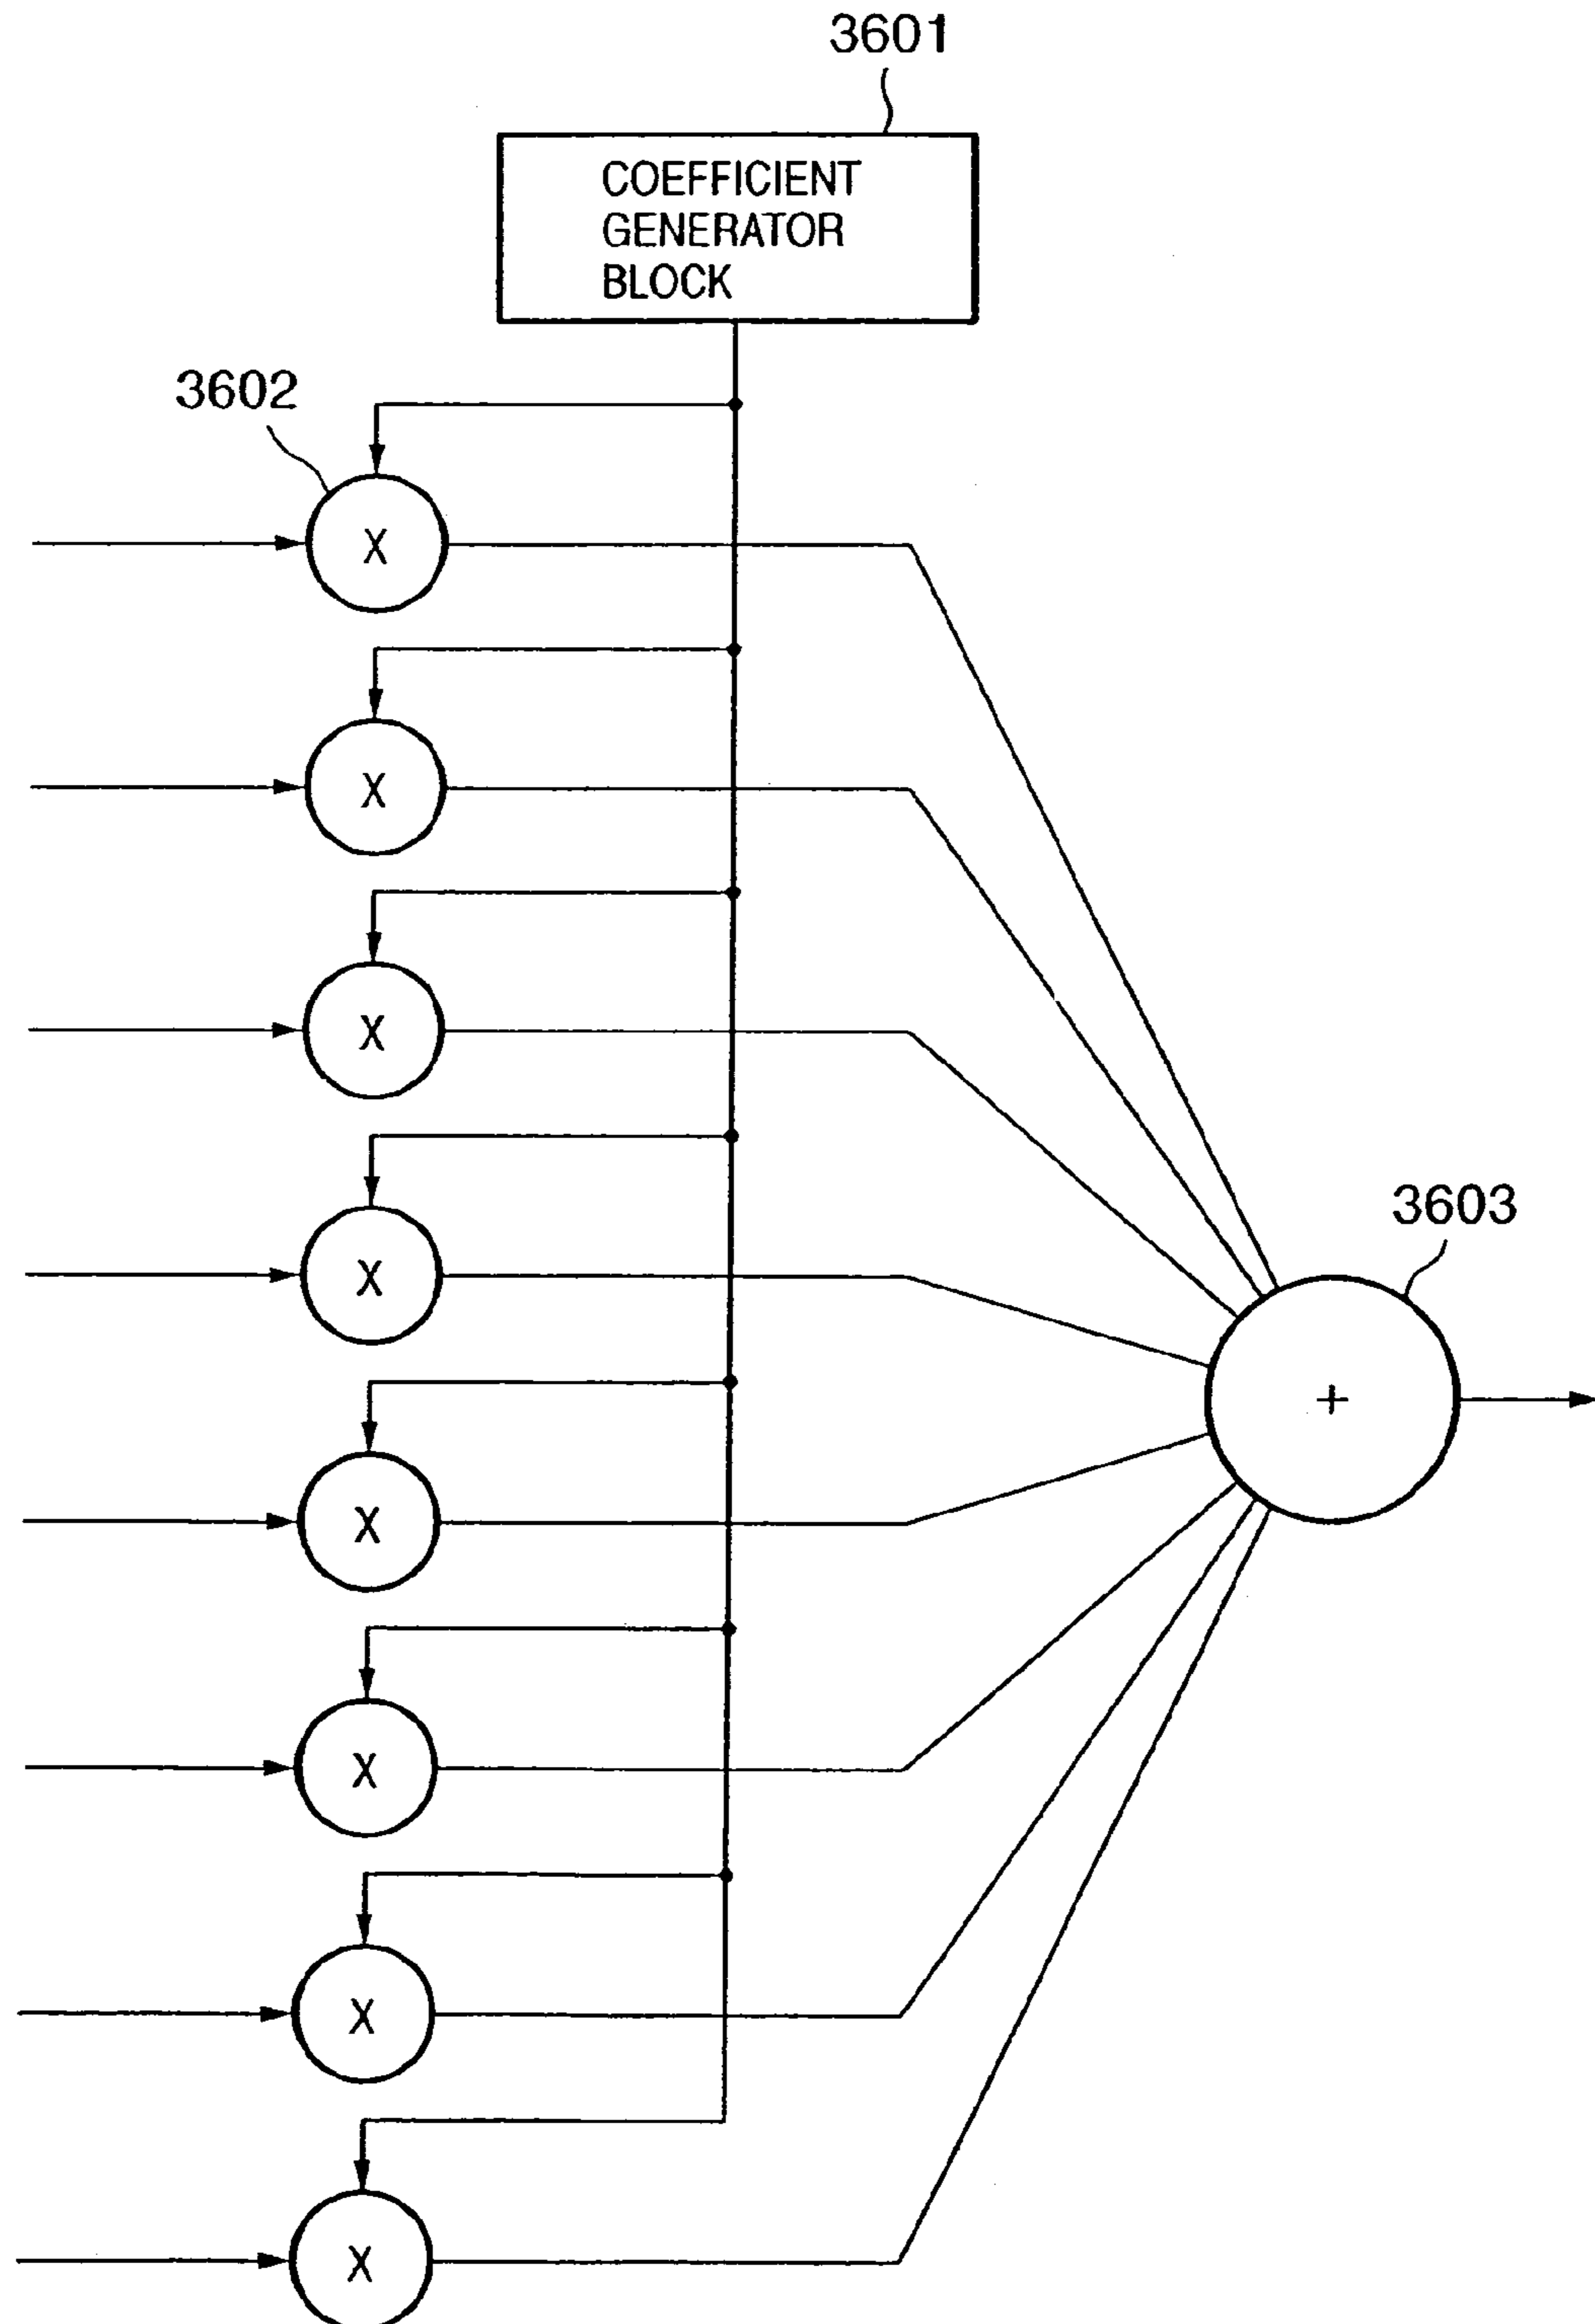 3601
COEFFICIENT
GENERATOR
BLOCK
3602
X
X
X
X
3603
+
X
X
X
X